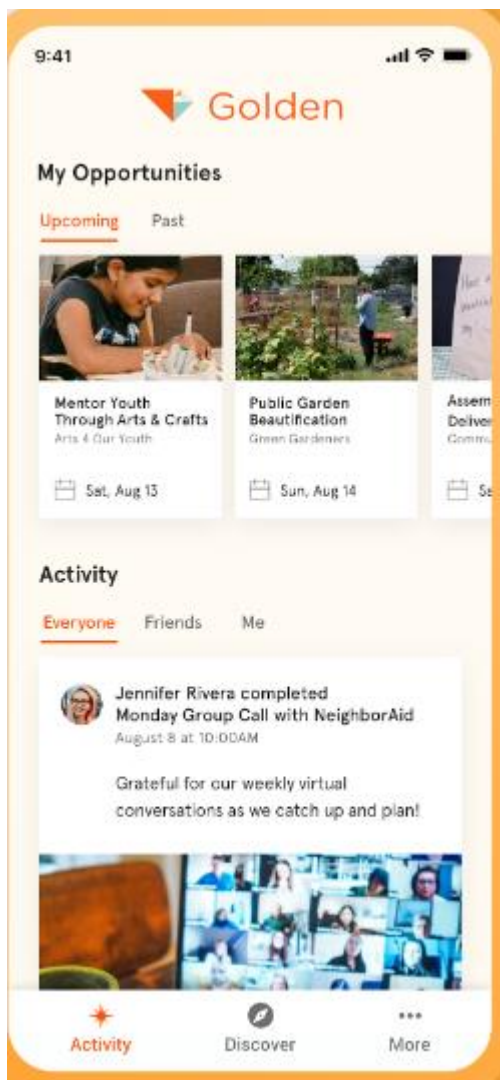 9:41
Golden
My Opportunities
Upcoming Past
Mentor Youth
Through Arts & Crafts
Arts 4 Our Youth
Sat, Aug 13
Public Garden
Beautification
Green Gardeners
Sun, Aug 14
Assem
Deliver
Commu
Activity
Everyone Friends Me
Jennifer Rivera completed
Monday Group Call with NeighborAid
August 8 at 10:00AM
Grateful for our weekly virtual
conversations as we catch up and plan!
Activity Discover More